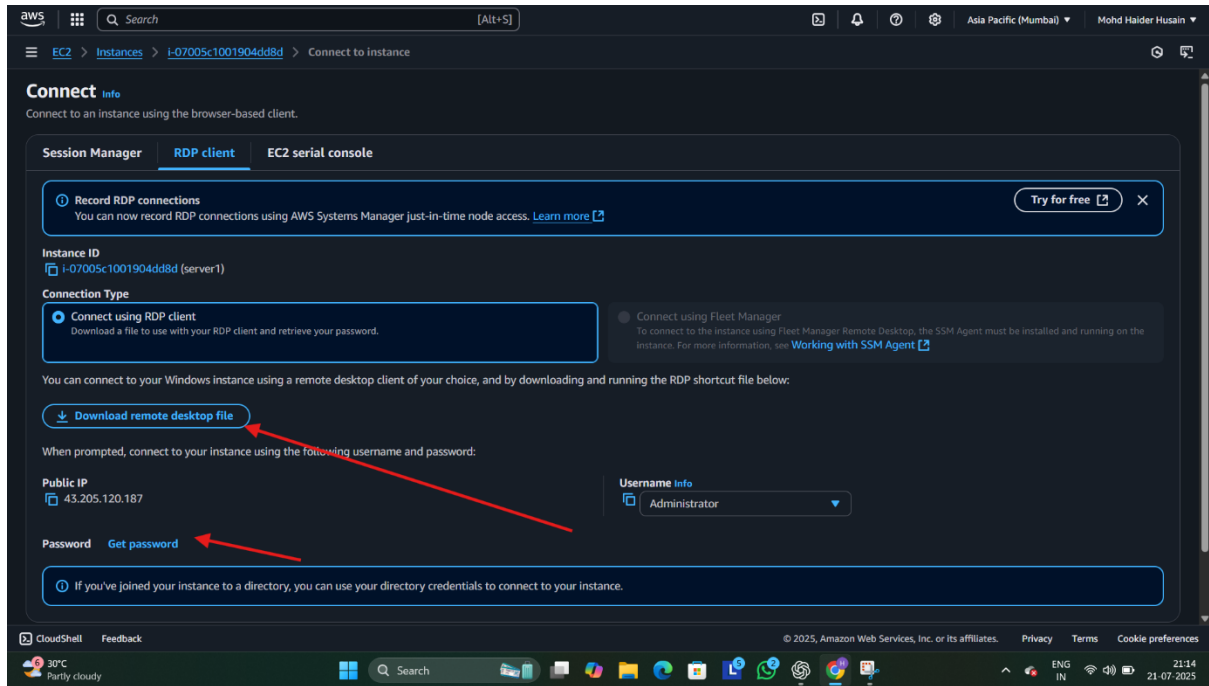 aws
Search
[Alt+S]
Asia Pacific (Mumbai)
Mohd Haider Husain
EC2 > Instances > i-07005c1001904dd8d > Connect to instance
Connect Info
Connect to an instance using the browser-based client.
Session Manager
RDP client
EC2 serial console
Record RDP connections
You can now record RDP connections using AWS Systems Manager just-in-time node access. Learn more
Try for free
Instance ID
i-07005c1001904dd8d (server1)
Connection Type
Connect using RDP client
Download a file to use with your RDP client and retrieve your password.
Connect using Fleet Manager
To connect to the instance using Fleet Manager Remote Desktop, the SSM Agent must be installed and running on the
instance. For more information, see Working with SSM Agent
You can connect to your Windows instance using a remote desktop client of your choice, and by downloading and running the RDP shortcut file below:
Download remote desktop file
When prompted, connect to your instance using the following username and password:
Public IP
43.205.120.187
Username Info
Administrator
Password Get password
If you've joined your instance to a directory, you can use your directory credentials to connect to your instance.
CloudShell Feedback
© 2025, Amazon Web Services, Inc. or its affiliates. Privacy Terms Cookie preferences
6
30°C
Partly cloudy
Search
ENG
IN
21:14
21-07-2025